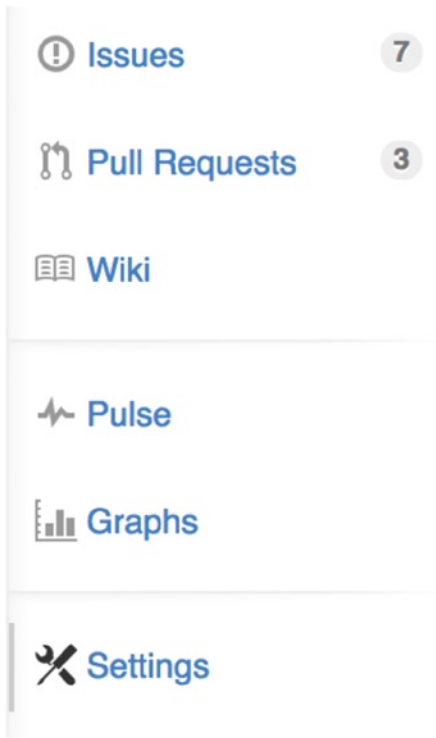 Issues 7
Pull Requests 3
Wiki
Pulse
Graphs
Settings